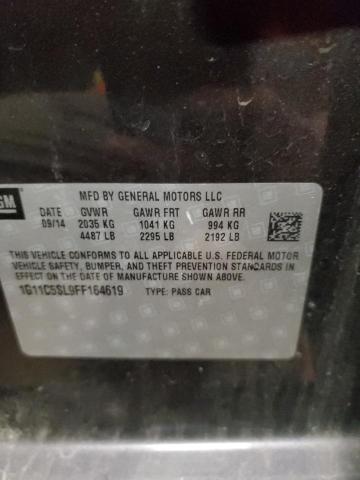 GM
MFD BY GENERAL MOTORS LLC
DATE GVWR GAWR FRT GAWR RR
09/14 2035 KG 1041 KG 994 KG
4487 LB 2295 LB 2192 LB
THIS VEHICLE CONFORMS TO ALL APPLICABLE U.S. FEDERAL MOTOR
VEHICLE SAFETY, BUMPER, AND THEFT PREVENTION STANDARDS IN
EFFECT ON THE DATE OF MANUFACTURE SHOWN ABOVE.
1G11C5SL9FF164619 TYPE: PASS CAR